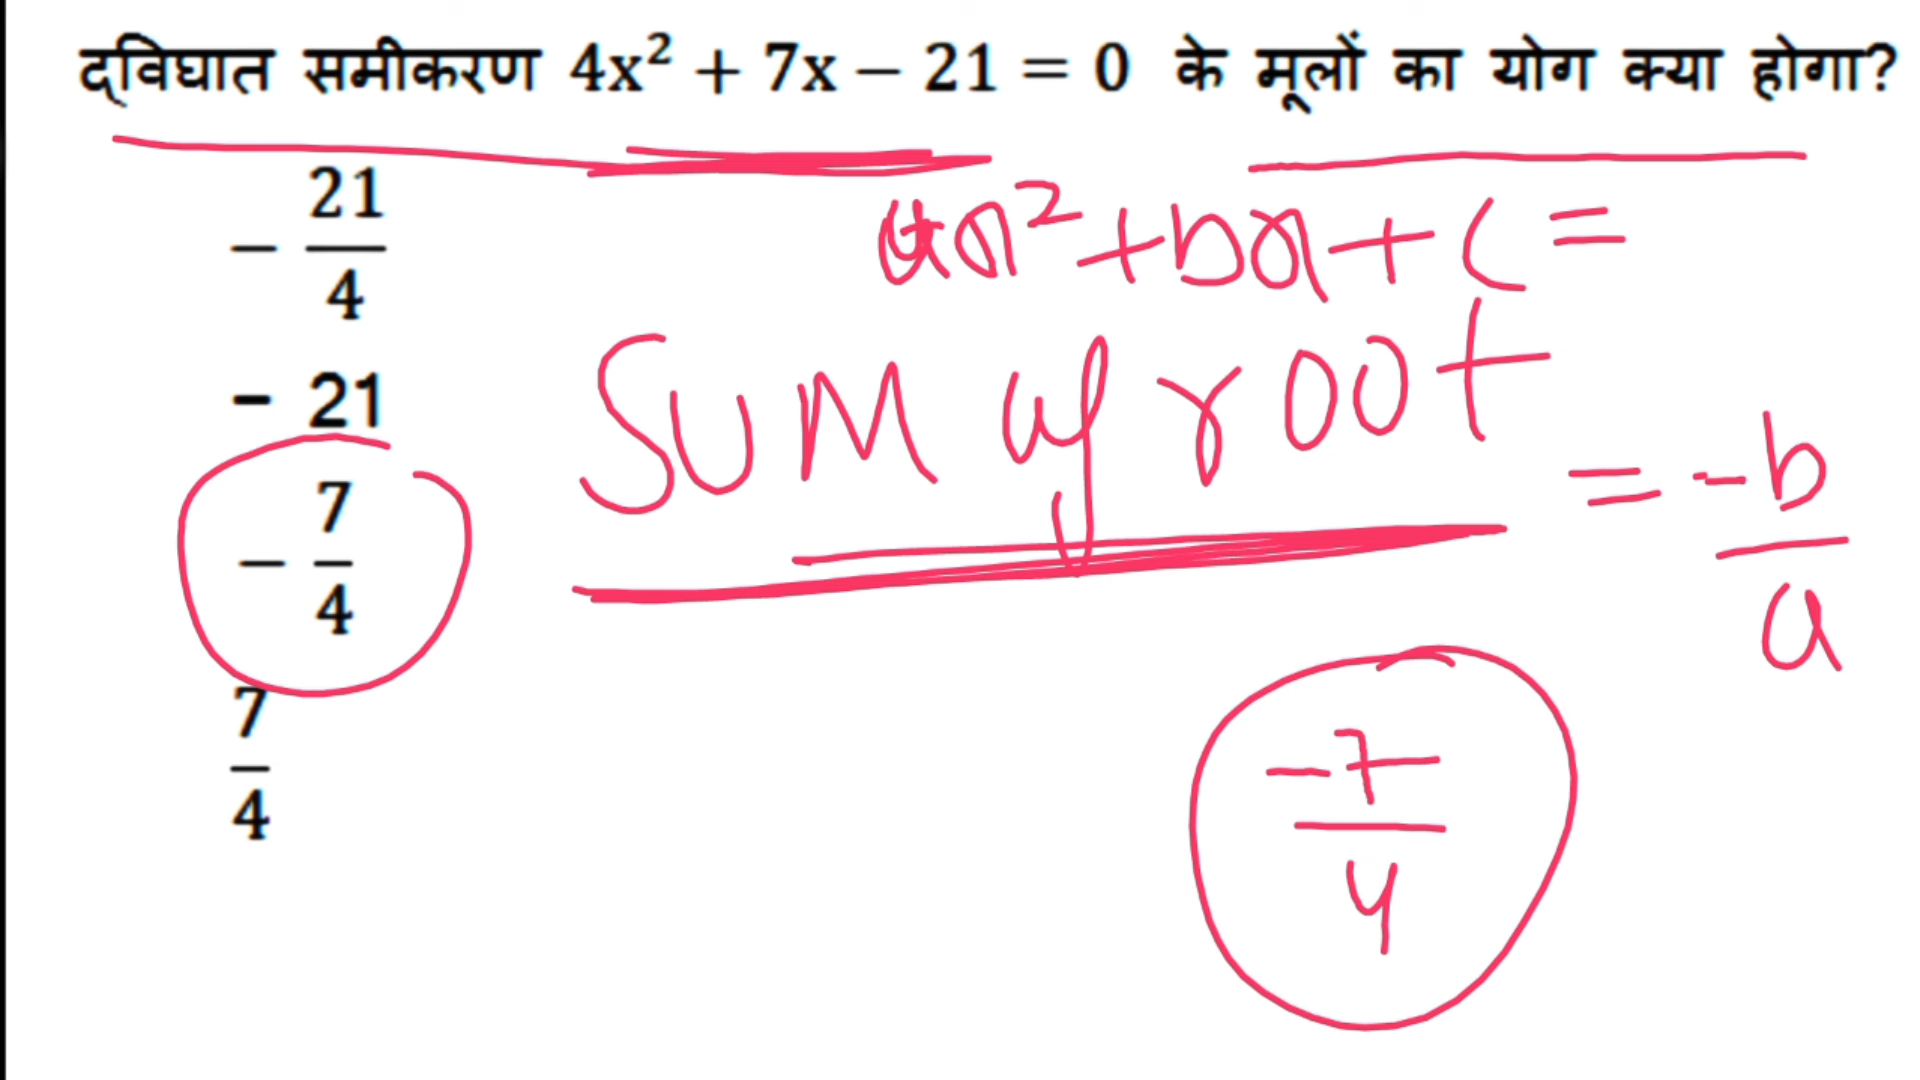 द्विघात समीकरण 4x² + 7x − 21 = 0 के मूलों का योग क्या होगा?
− 21/4
ax² + bx + c =
− 21
Sum of root = -b/a
− 7/4
7/4
-7/4